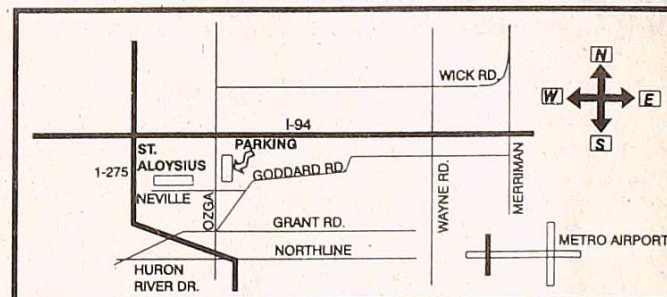 N
WICK RD.
W
E
I-94
S
ST.
ALOYSIUS
PARKING
1-275
GODDARD RD.
NEVILLE
OZGA
WAYNE RD.
MERRIMAN
GRANT RD.
NORTHLINE
METRO AIRPORT
HURON
RIVER DR.